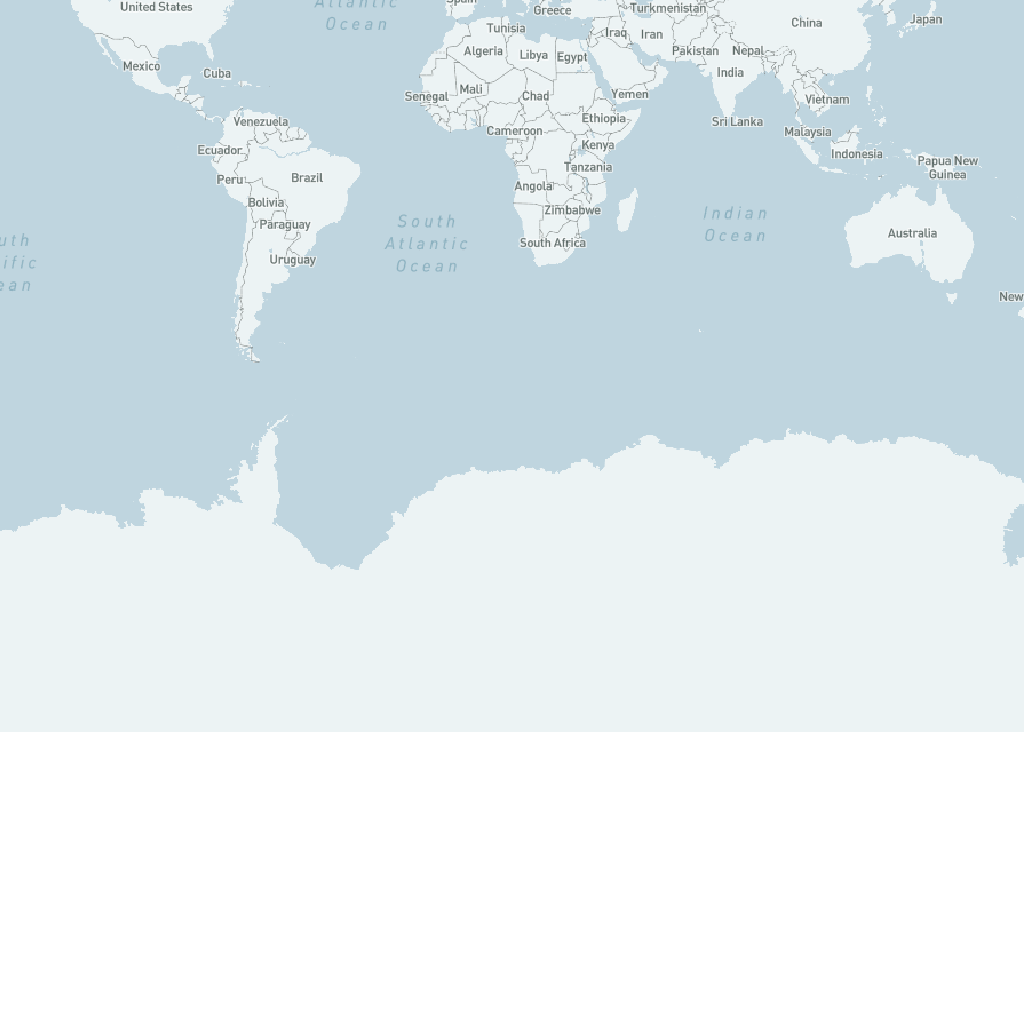 Spain
Atlantic
Ocean
United States
Greece
Turkmenistan
China
Japan
Tunisia
Iraq
Iran
Algeria
Libya
Egypt
Pakistan
Nepal
Mexico
Cuba
India
Senegal
Mali
Chad
Yemen
Vietnam
Venezuela
Cameroon
Ethiopia
Sri Lanka
Malaysia
Ecuador
Kenya
Indonesia
Papua New
Guinea
Peru
Brazil
Tanzania
Angola
Bolivia
Zimbabwe
Paraguay
South
Atlantic
Ocean
Indian
Ocean
Australia
South Africa
uth
ific
ean
Uruguay
New